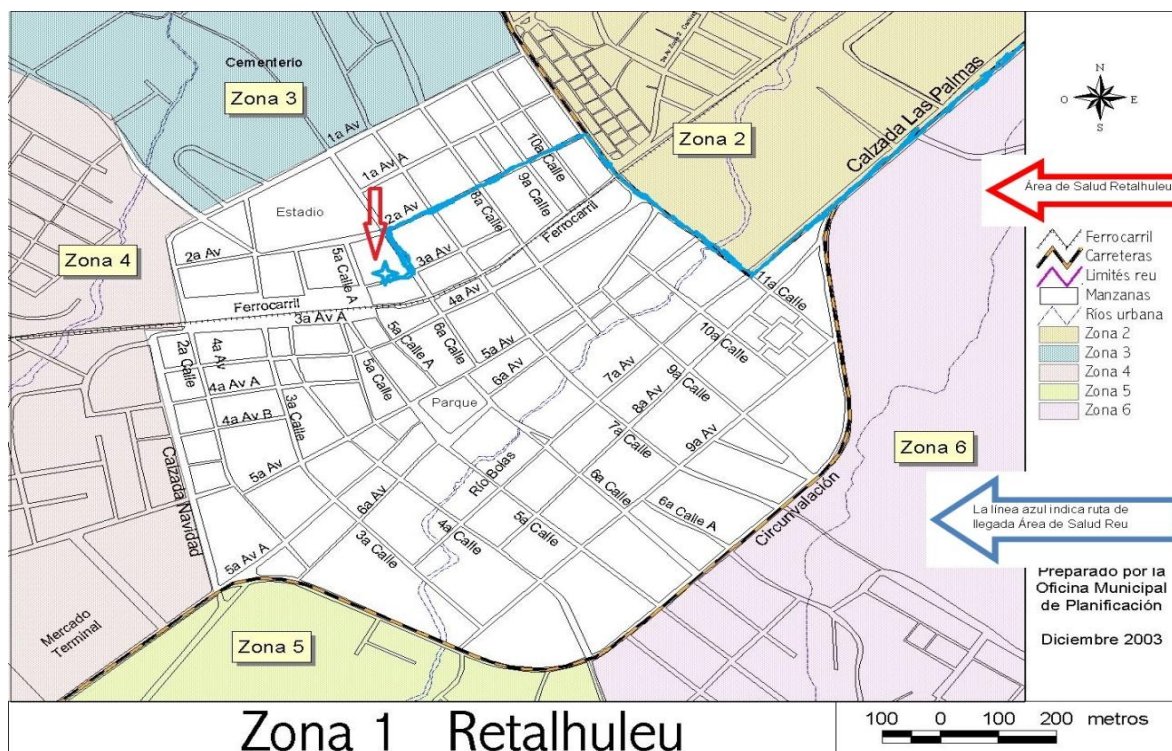 Cementerio
Zona 3
Zona 2
Calzada Las Palmas
1a Av
1a Av A
10a Calle
9a Calle
8a Calle
2a Av
Estadio
Ferrocarril
2a Av
3a Av
5a Calle A
Zona 4
Ferrocarril
3a Av A
4a Av
11a Calle
2a Calle
4a Av
4a Av A
4a Av B
3a Calle
5a Calle
5a Calle A
6a Calle
5a Av
6a Av
Parque
7a Av
8a Av
10a Calle
9a Calle
9a Av
7a Calle
Río Bolas
6a Calle
6a Calle A
5a Av
6a Av
Calzada Navidad
5a Av A
3a Calle
4a Calle
5a Calle
Circunvalación
Zona 6
Mercado
Terminal
Zona 5
N
O
E
S
Área de Salud Retalhuleu
Ferrocarril
Carreteras
Limités reu
Manzanas
Ríos urbana
Zona 2
Zona 3
Zona 4
Zona 5
Zona 6
La línea azul indica ruta de
llegada Área de Salud Reu
Preparado por la
Oficina Municipal
de Planificación
Diciembre 2003
Zona 1 Retalhuleu
100 0 100 200 metros